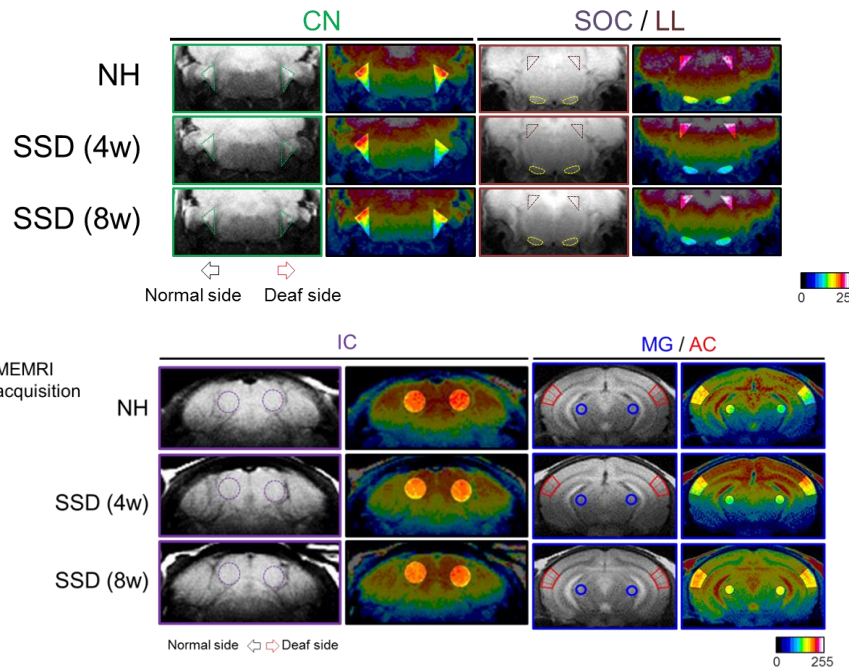 CN SOC / LL
NH
SSD (4w)
SSD (8w)
Normal side Deaf side
0 25
IC MG / AC
MEMRI
acquisition
NH
SSD (4w)
SSD (8w)
Normal side Deaf side
0 255